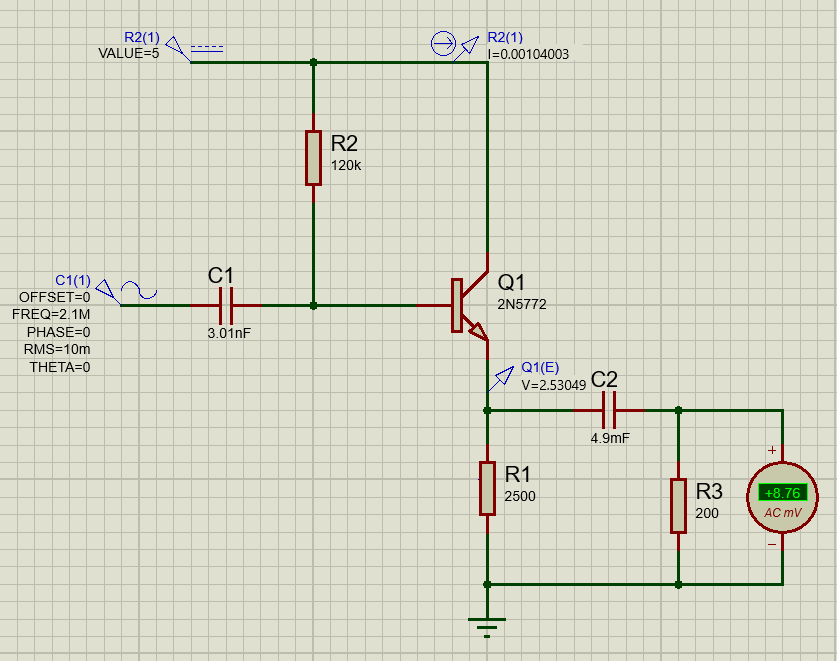 R2(1)
VALUE=5
R2(1)
I=0.00104003
R2
120k
C1(1)
OFFSET=0
FREQ=2.1M
PHASE=0
RMS=10m
THETA=0
C1
3.01nF
Q1
2N5772
Q1(E)
V=2.53049
C2
4.9mF
R1
2500
R3
200
+
+8.76
AC mV
−